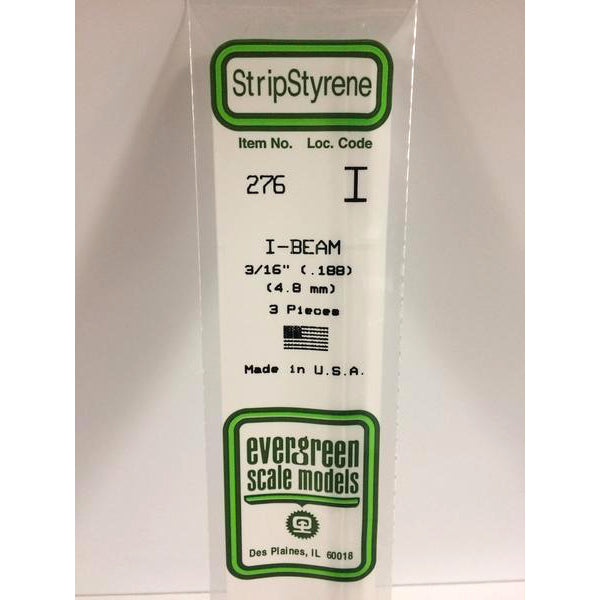 StripStyrene
Item No. Loc. Code
276 I
I-BEAM
3/16" (.188)
(4.8 mm)
3 Pieces
Made in U.S.A.
evergreen
scale models
Des Plaines, IL 60018